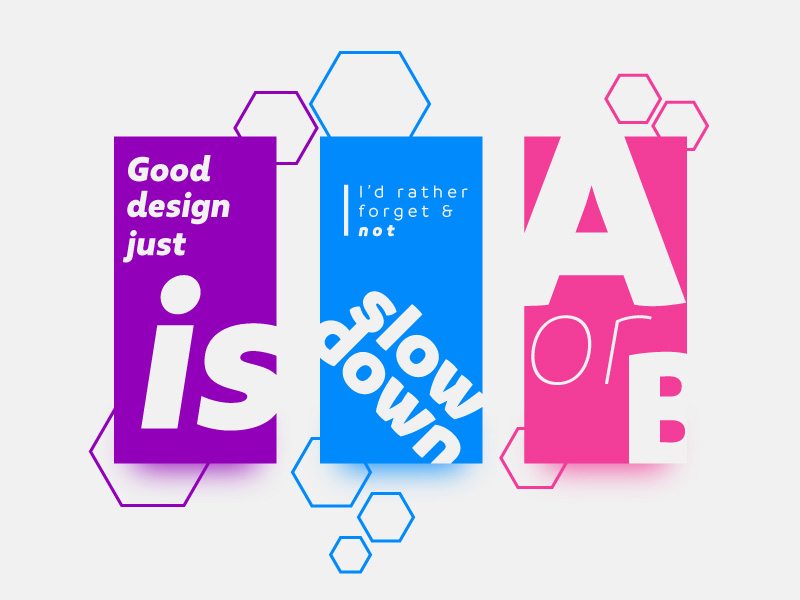 Good
design
just
is
I'd rather
forget &
not
slow
down
A
or
B